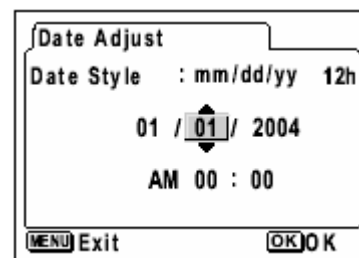 Date Adjust
Date Style : mm/dd/yy 12h
01 / 01 / 2004
AM 00 : 00
MENU Exit OK OK